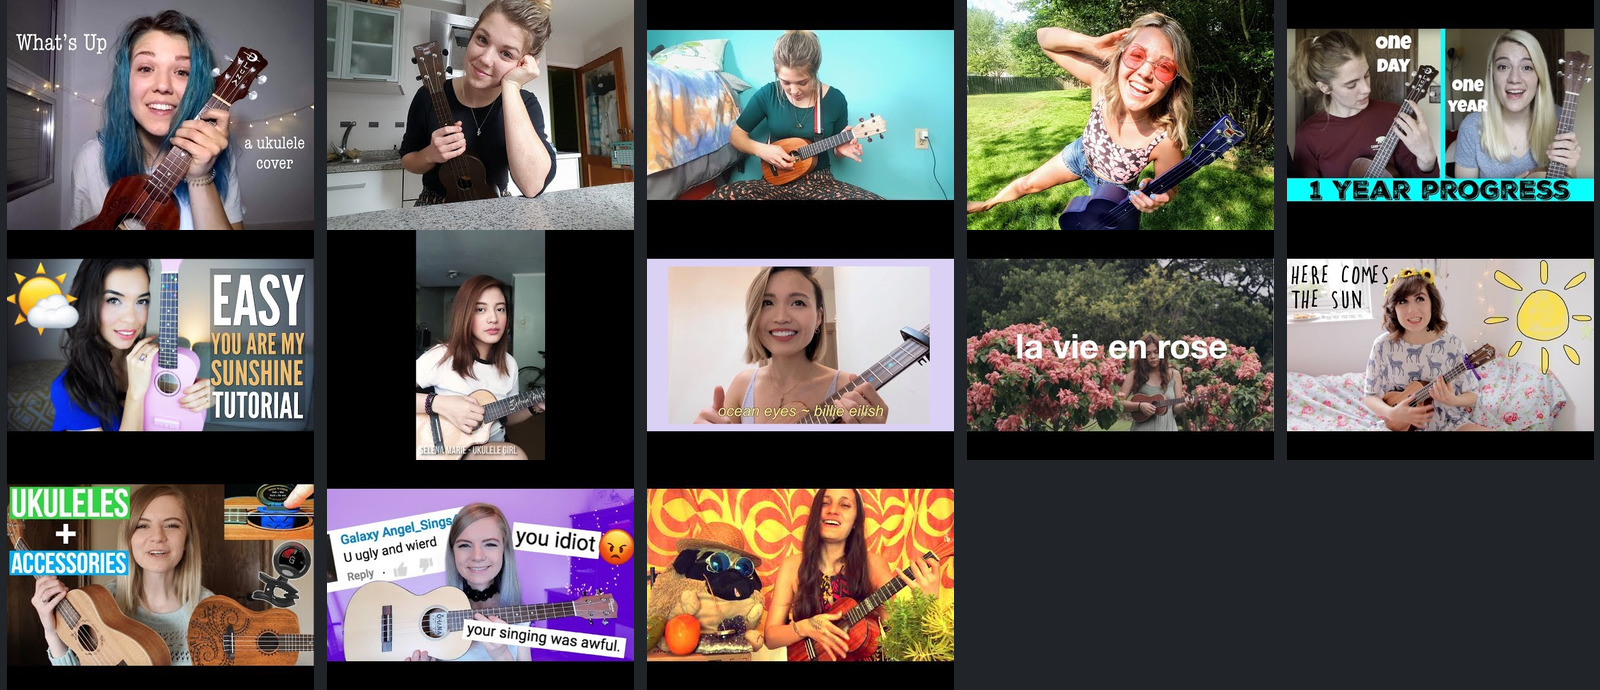 What's Up
a ukulele
cover
LUNA
one
DAY
one
YEAR
1 YEAR PROGRESS
EASY
YOU ARE MY
SUNSHINE
TUTORIAL
SELENA MARIE - UKULELE GIRL
ocean eyes ~ billie eilish
la vie en rose
HERE COMES
THE SUN
UKULELES
+
ACCESSORIES
Galaxy Angel_Sings
U ugly and wierd
Reply
you idiot
your singing was awful.
OHANA